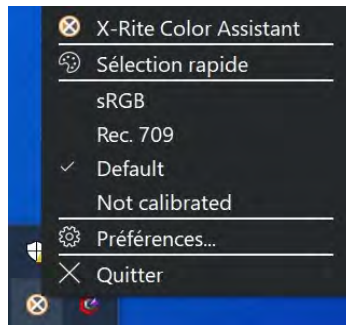 X-Rite Color Assistant
Sélection rapide
sRGB
Rec. 709
Default
Not calibrated
Préférences...
Quitter